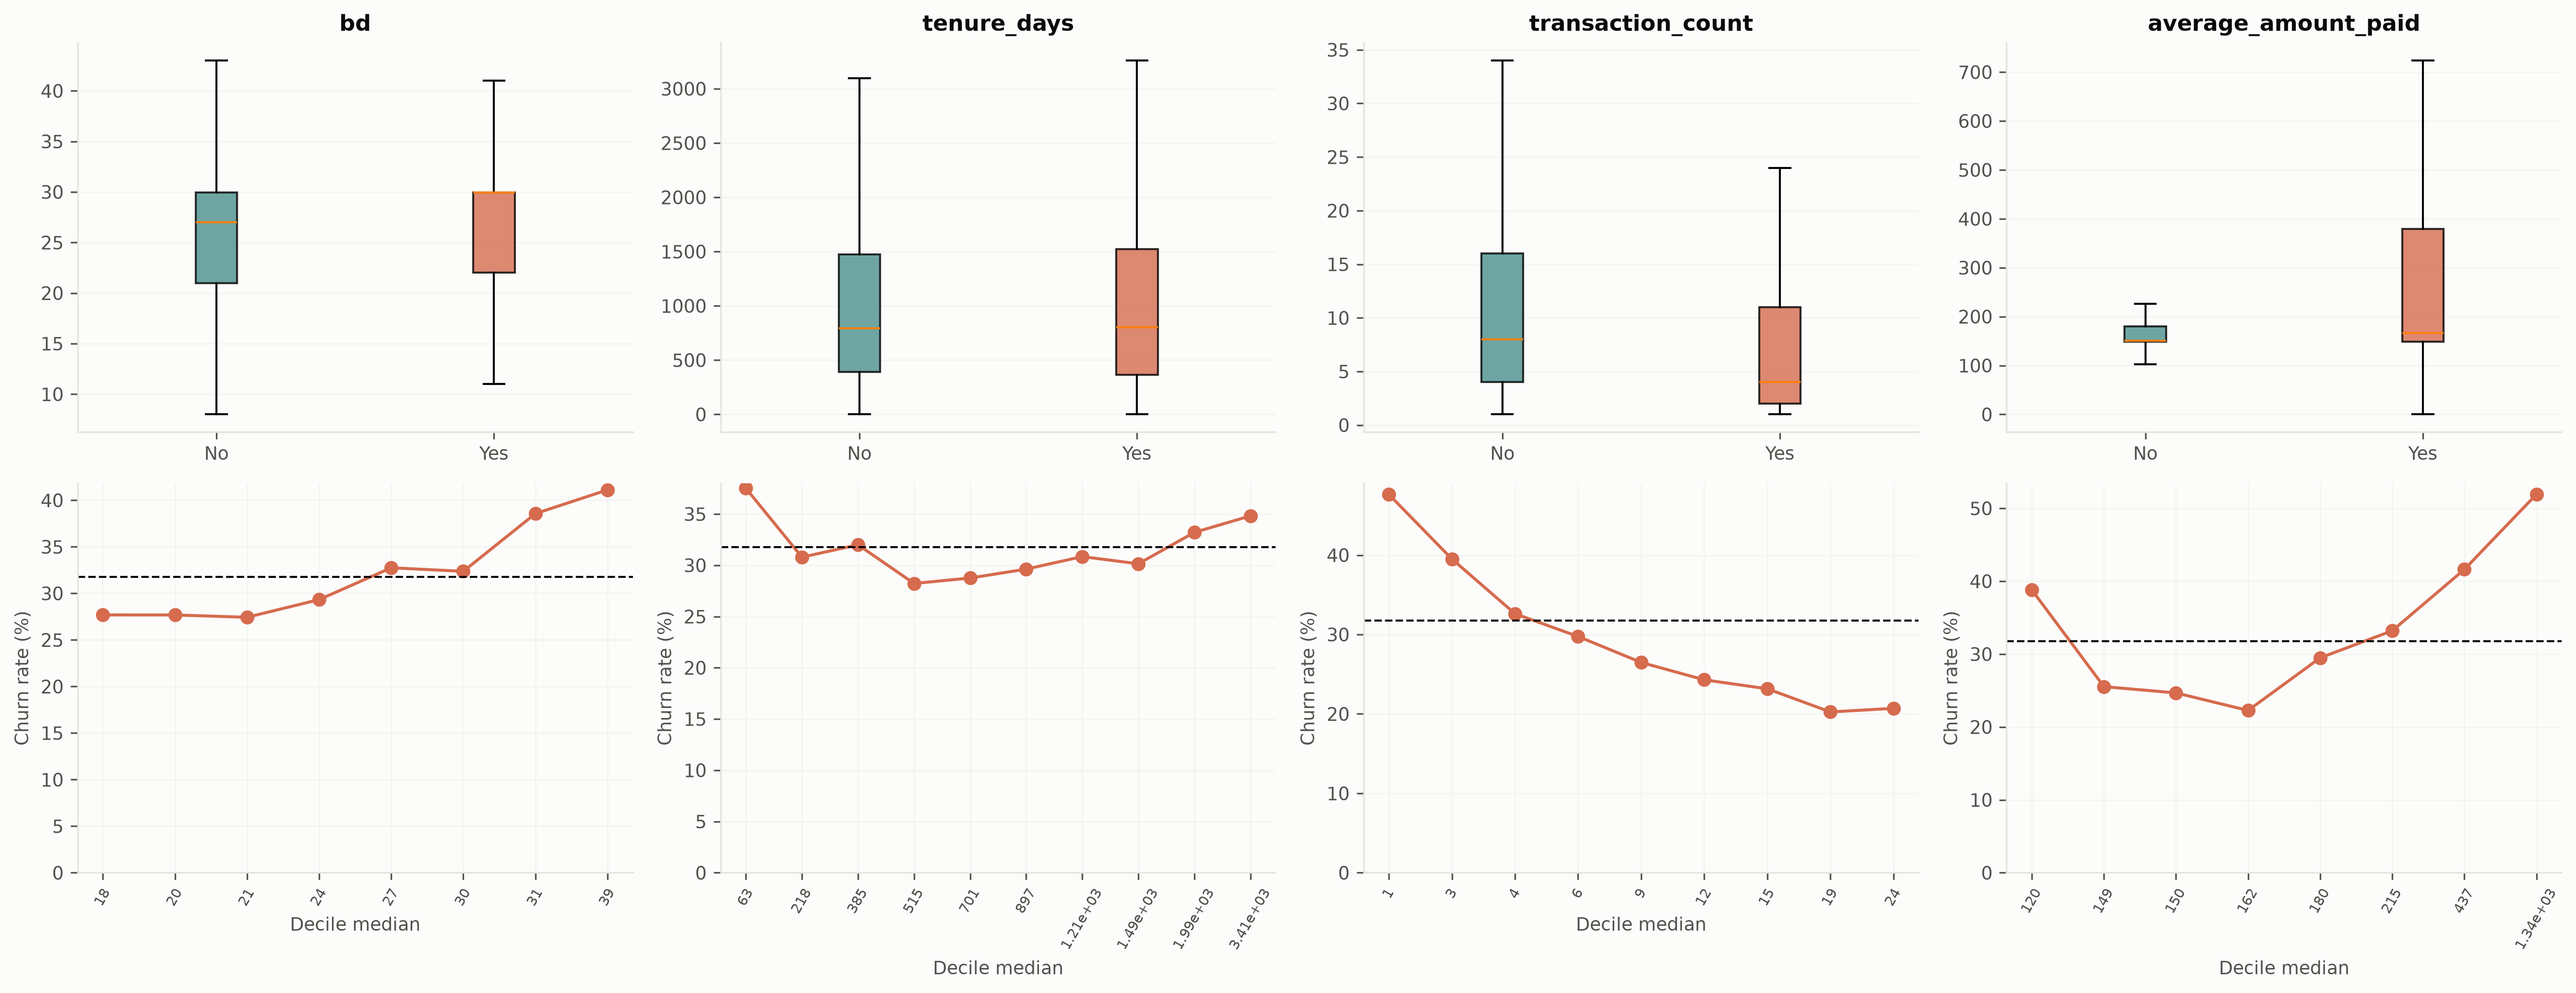 bd
40
35
30
25
20
15
10
No Yes
tenure_days
3000
2500
2000
1500
1000
500
0
No Yes
transaction_count
35
30
25
20
15
10
5
0
No Yes
average_amount_paid
700
600
500
400
300
200
100
0
No Yes
Churn rate (%)
40
35
30
25
20
15
10
5
0
18 20 21 24 27 30 31 39
Decile median
Churn rate (%)
35
30
25
20
15
10
5
0
63 218 385 515 701 897 1.21e+03 1.49e+03 1.99e+03 3.41e+03
Decile median
Churn rate (%)
40
30
20
10
0
1 3 4 6 9 12 15 19 24
Decile median
Churn rate (%)
50
40
30
20
10
0
120 149 150 162 180 215 437 1.34e+03
Decile median